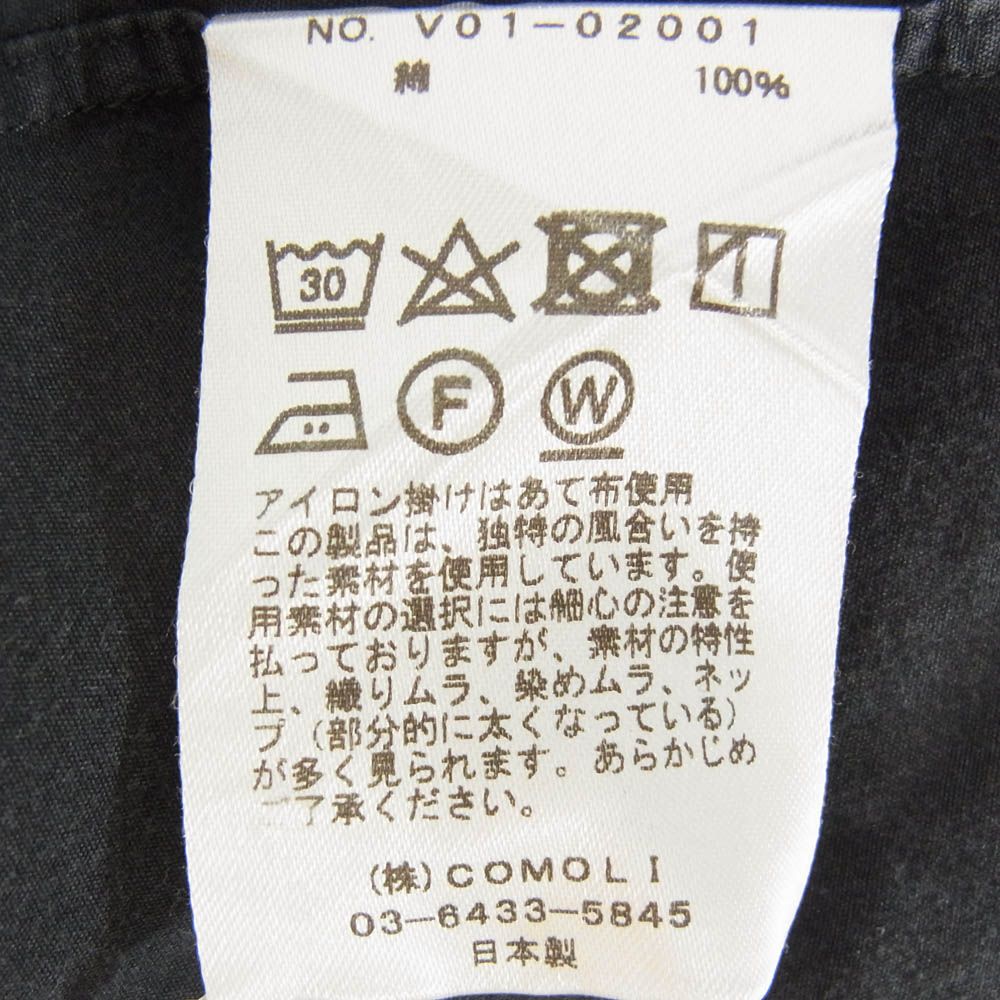 NO. V01-02001
綿 100%
30
F
W
アイロン掛けはあて布使用
この製品は、独特の風合いを持
った素材を使用しています。使
用素材の選択には細心の注意を
払っておりますが、素材の特性
上、織りムラ、染めムラ、ネッ
プ（部分的に太くなっている）
が多く見られます。あらかじめ
ご了承ください。
(株)COMOLI
03-6433-5845
日本製